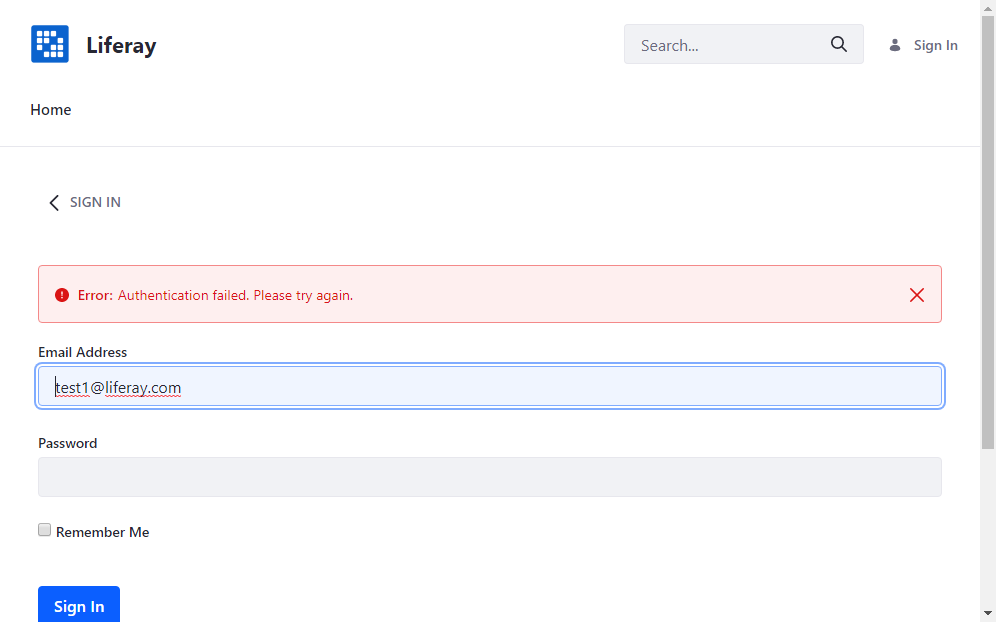 Liferay
Search...
Sign In
Home
SIGN IN
Error: Authentication failed. Please try again.
Email Address
test1@liferay.com
Password
Remember Me
Sign In